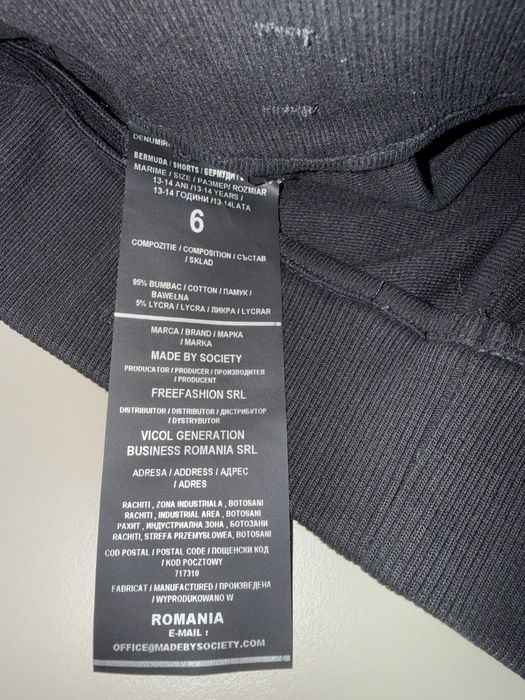 DENUMIR
BERMUDA / SHORTS / БЕРМУДИ
MARIME / SIZE / РАЗМЕР/ ROZMIAR
13-14 ANI /13-14 YEARS /
13-14 ГОДИНИ /13-14LATA
6
COMPOZITIE / COMPOSITION / СЪСТАВ
/ SKLAD
95% BUMBAC / COTTON / ПАМУК /
BAWEŁNA
5% LYCRA / LYCRA / ЛИКРА / LYCRAR
MARCA / BRAND / МАРКА
/ MARKA
MADE BY SOCIETY
PRODUCATOR / PRODUCER / ПРОИЗВОДИТЕЛ
/ PRODUCENT
FREEFASHION SRL
DISTRIBUITOR / DISTRIBUTOR / ДИСТРИБУТОР
/ DYSTRYBUTOR
VICOL GENERATION
BUSINESS ROMANIA SRL
ADRESA / ADDRESS / АДРЕС
/ ADRES
RACHITI , ZONA INDUSTRIALA , BOTOSANI
RACHITI , INDUSTRIAL AREA , BOTOSANI
РАХИТ , ИНДУСТРИАЛНА ЗОНА , БОТОЗАНИ
RACHITI, STREFA PRZEMYSŁOWEA, BOTOSANI
COD POSTAL / POSTAL CODE / ПОЩЕНСКИ КОД
/ KOD POCZTOWY
717310
FABRICAT / MANUFACTURED / ПРОИЗВЕДЕНА
/ WYPRODUKOWANO W
ROMANIA
E-MAIL :
OFFICE@MADEBYSOCIETY.COM